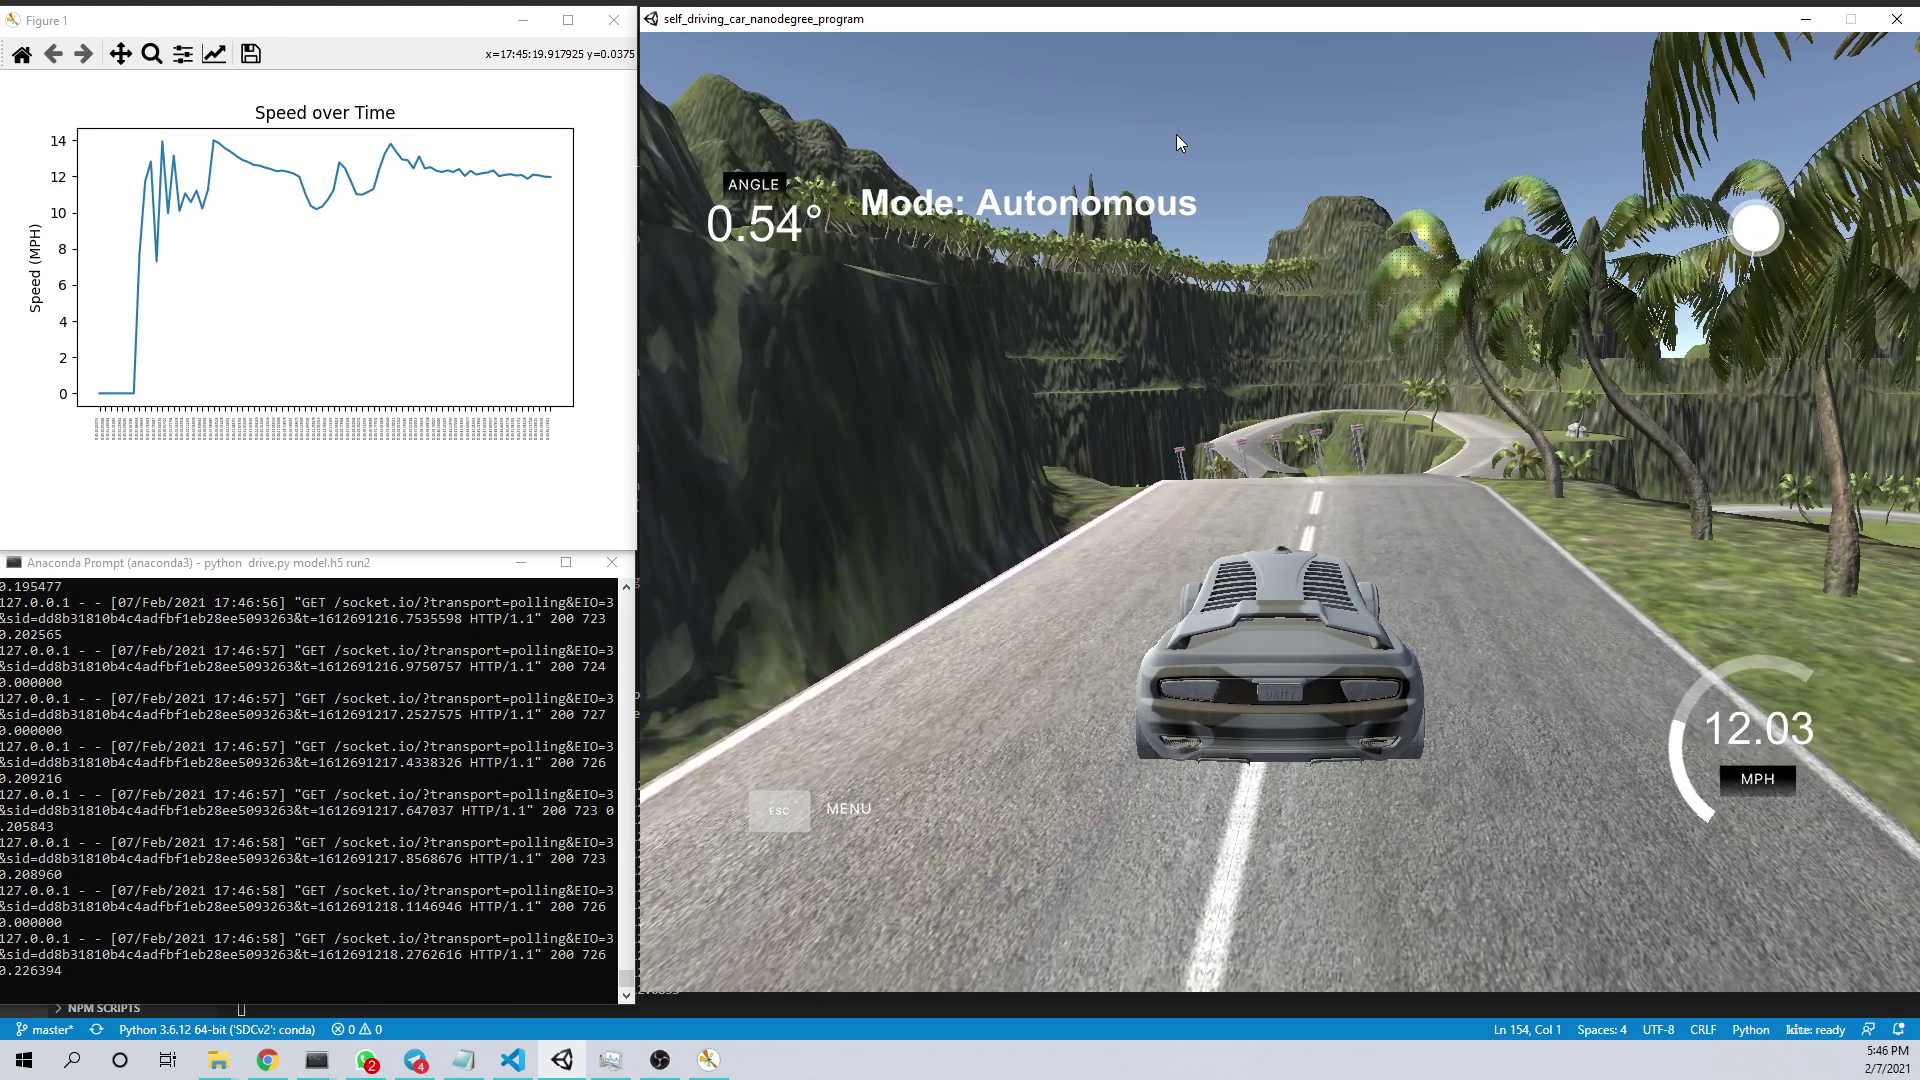 Figure 1
x=17:45:19.917925 y=0.0375
Speed over Time
Speed (MPH)
14
12
10
8
6
4
2
0
Anaconda Prompt (anaconda3) - python  drive.py model.h5 run2
0.195477
127.0.0.1 - - [07/Feb/2021 17:46:56] "GET /socket.io/?transport=polling&EIO=3
&sid=dd8b31810b4c4adfbf1eb28ee5093263&t=1612691216.7535598 HTTP/1.1" 200 723
0.202565
127.0.0.1 - - [07/Feb/2021 17:46:57] "GET /socket.io/?transport=polling&EIO=3
&sid=dd8b31810b4c4adfbf1eb28ee5093263&t=1612691216.9750757 HTTP/1.1" 200 724
0.000000
127.0.0.1 - - [07/Feb/2021 17:46:57] "GET /socket.io/?transport=polling&EIO=3
&sid=dd8b31810b4c4adfbf1eb28ee5093263&t=1612691217.2527575 HTTP/1.1" 200 727
0.000000
127.0.0.1 - - [07/Feb/2021 17:46:57] "GET /socket.io/?transport=polling&EIO=3
&sid=dd8b31810b4c4adfbf1eb28ee5093263&t=1612691217.4338326 HTTP/1.1" 200 726
0.209216
127.0.0.1 - - [07/Feb/2021 17:46:57] "GET /socket.io/?transport=polling&EIO=3
&sid=dd8b31810b4c4adfbf1eb28ee5093263&t=1612691217.647037 HTTP/1.1" 200 723 0
.205843
127.0.0.1 - - [07/Feb/2021 17:46:58] "GET /socket.io/?transport=polling&EIO=3
&sid=dd8b31810b4c4adfbf1eb28ee5093263&t=1612691217.8568676 HTTP/1.1" 200 723
0.208960
127.0.0.1 - - [07/Feb/2021 17:46:58] "GET /socket.io/?transport=polling&EIO=3
&sid=dd8b31810b4c4adfbf1eb28ee5093263&t=1612691218.1146946 HTTP/1.1" 200 726
0.000000
127.0.0.1 - - [07/Feb/2021 17:46:58] "GET /socket.io/?transport=polling&EIO=3
&sid=dd8b31810b4c4adfbf1eb28ee5093263&t=1612691218.2762616 HTTP/1.1" 200 726
0.226394
self_driving_car_nanodegree_program
ANGLE
0.54°
Mode: Autonomous
UNITY
12.03
MPH
ESC MENU
NPM SCRIPTS
master* Python 3.6.12 64-bit ('SDCv2': conda) 0 0 Ln 154, Col 1 Spaces: 4 UTF-8 CRLF Python kite: ready
2
4
5:46 PM
2/7/2021